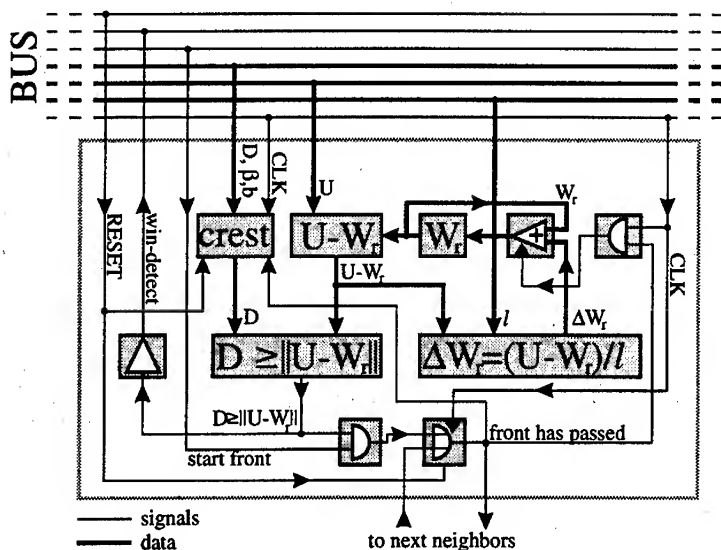 BUS
RESET
win-detect
D, β,b
CLK
U
W_r
CLK
crest
U-W_r
W_r
+
U-W_r
D
l
ΔW_r
D ≥ ||U-W_r||
ΔW_r=(U-W_r)/l
D≥||U-W_r||
start front
front has passed
signals
data
to next neighbors